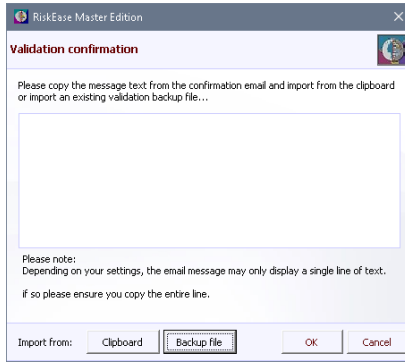 RiskEase Master Edition
Validation confirmation
Please copy the message text from the confirmation email and import from the clipboard
or import an existing validation backup file...
Please note:
Depending on your settings, the email message may only display a single line of text.
if so please ensure you copy the entire line.
Import from: Clipboard Backup file OK Cancel